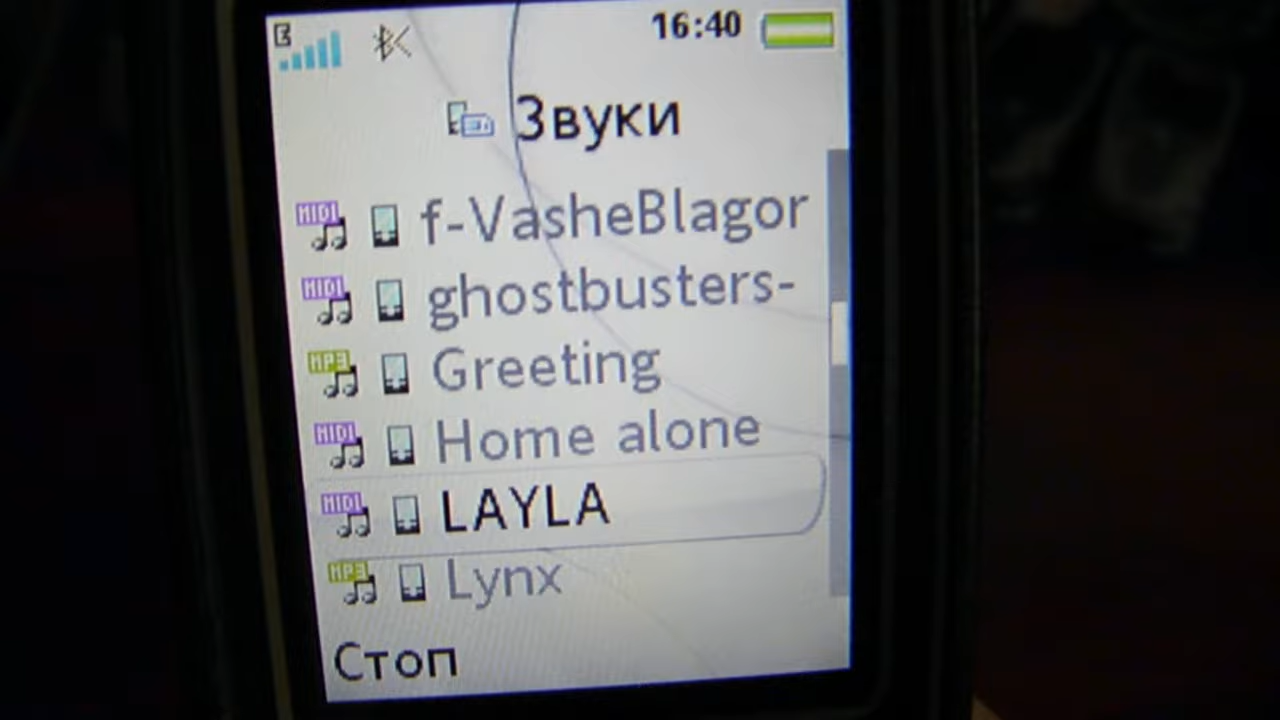 E
16:40
Звуки
MIDI f-VasheBlagor
MIDI ghostbusters-
MP3 Greeting
MIDI Home alone
MIDI LAYLA
MP3 Lynx
Стоп